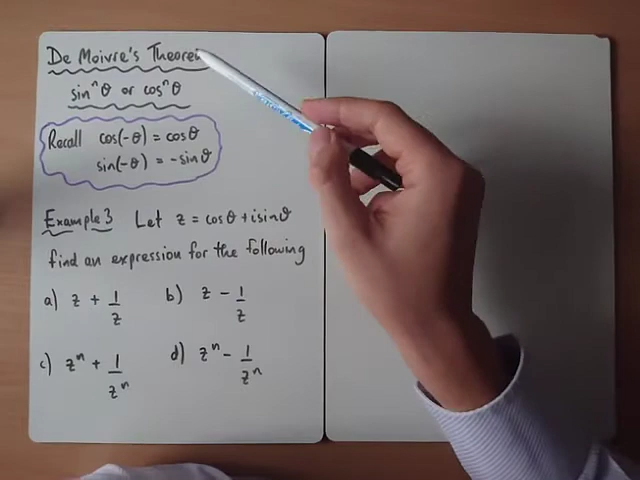 De Moivre's Theorem
sinⁿθ or cosⁿθ
Recall cos(-θ) = cosθ
sin(-θ) = -sinθ
Example 3 Let z = cosθ + isinθ
find an expression for the following
a) z + 1/z b) z - 1/z
c) zⁿ + 1/zⁿ d) zⁿ - 1/zⁿ